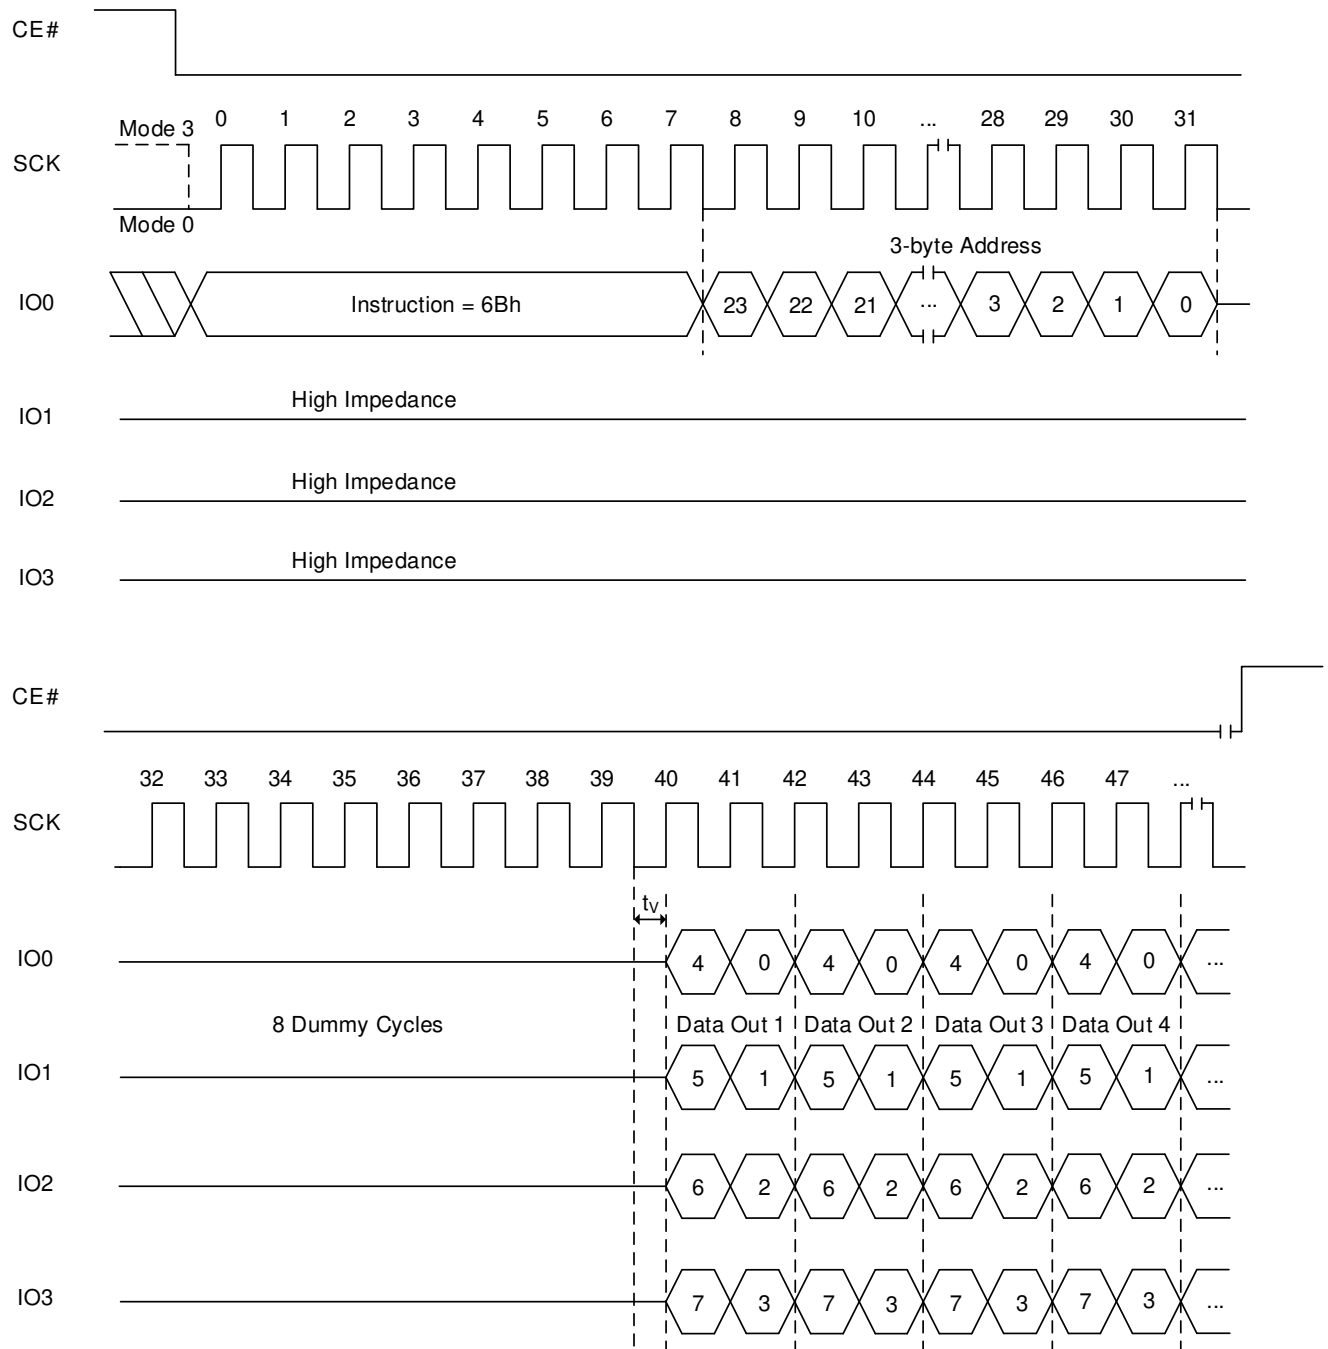 CE#
Mode 3 0 1 2 3 4 5 6 7 8 9 10 ... 28 29 30 31
SCK
Mode 0
3-byte Address
IO0 Instruction = 6Bh 23 22 21 ... 3 2 1 0
High Impedance
IO1
High Impedance
IO2
High Impedance
IO3
CE#
32 33 34 35 36 37 38 39 40 41 42 43 44 45 46 47 ...
SCK
tV
IO0 4 0 4 0 4 0 4 0 ...
8 Dummy Cycles Data Out 1 Data Out 2 Data Out 3 Data Out 4
IO1 5 1 5 1 5 1 5 1 ...
IO2 6 2 6 2 6 2 6 2 ...
IO3 7 3 7 3 7 3 7 3 ...